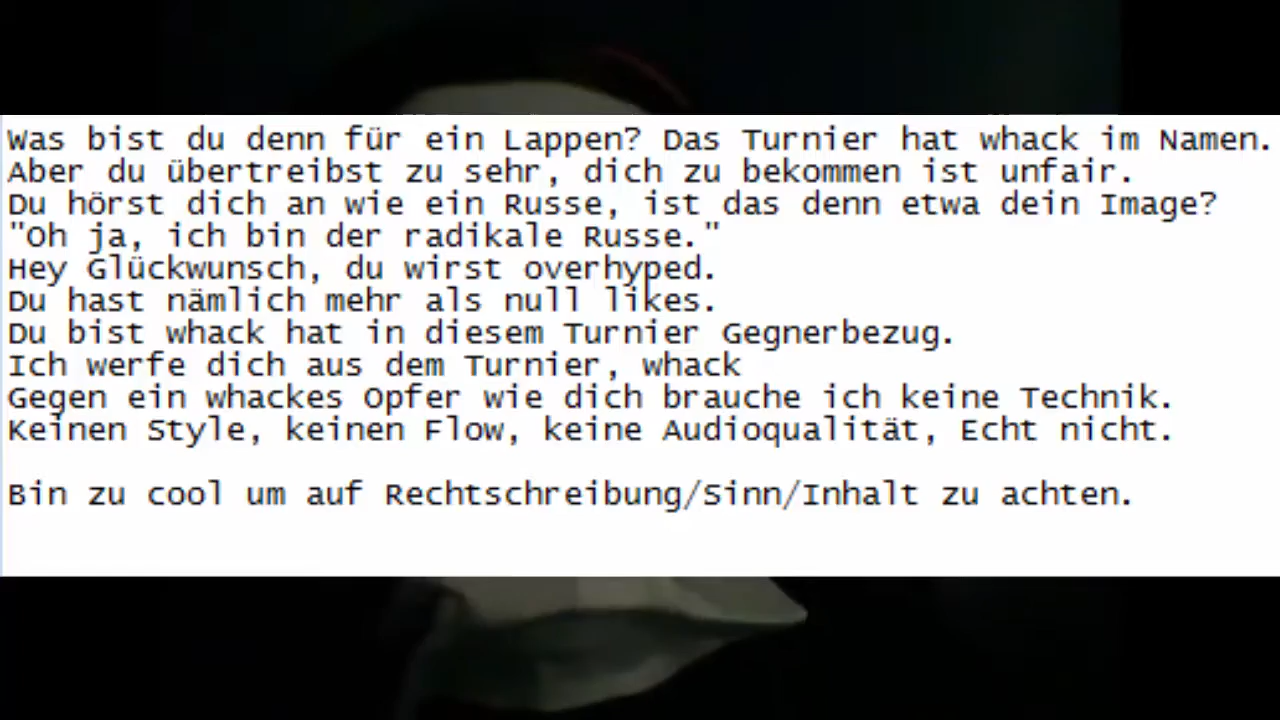 Was bist du denn für ein Lappen? Das Turnier hat whack im Namen.
Aber du übertreibst zu sehr, dich zu bekommen ist unfair.
Du hörst dich an wie ein Russe, ist das denn etwa dein Image?
"Oh ja, ich bin der radikale Russe."
Hey Glückwunsch, du wirst overhyped.
Du hast nämlich mehr als null likes.
Du bist whack hat in diesem Turnier Gegnerbezug.
Ich werfe dich aus dem Turnier, whack
Gegen ein whackes Opfer wie dich brauche ich keine Technik.
Keinen Style, keinen Flow, keine Audioqualität, Echt nicht.
Bin zu cool um auf Rechtschreibung/Sinn/Inhalt zu achten.